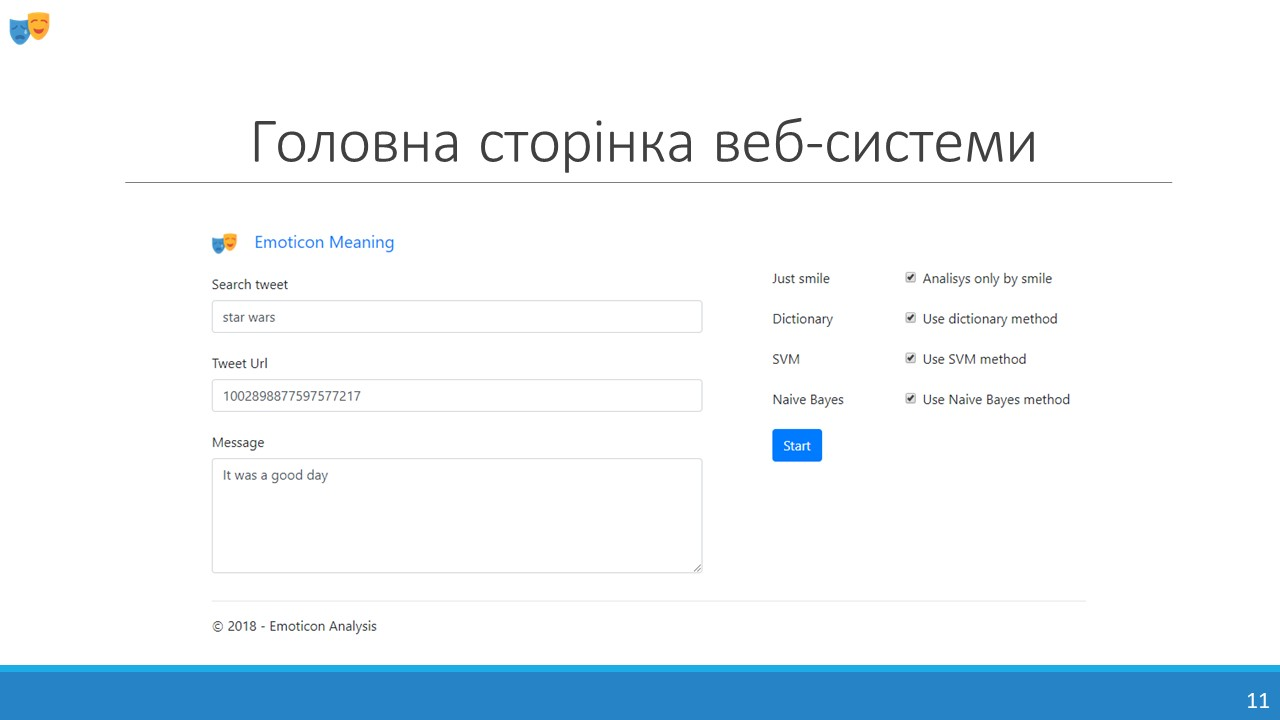 Головна сторінка веб-системи
Emoticon Meaning
Search tweet
star wars
Tweet Url
1002898877597577217
Message
It was a good day
Just smile
Analisys only by smile
Dictionary
Use dictionary method
SVM
Use SVM method
Naive Bayes
Use Naive Bayes method
Start
© 2018 - Emoticon Analysis
11